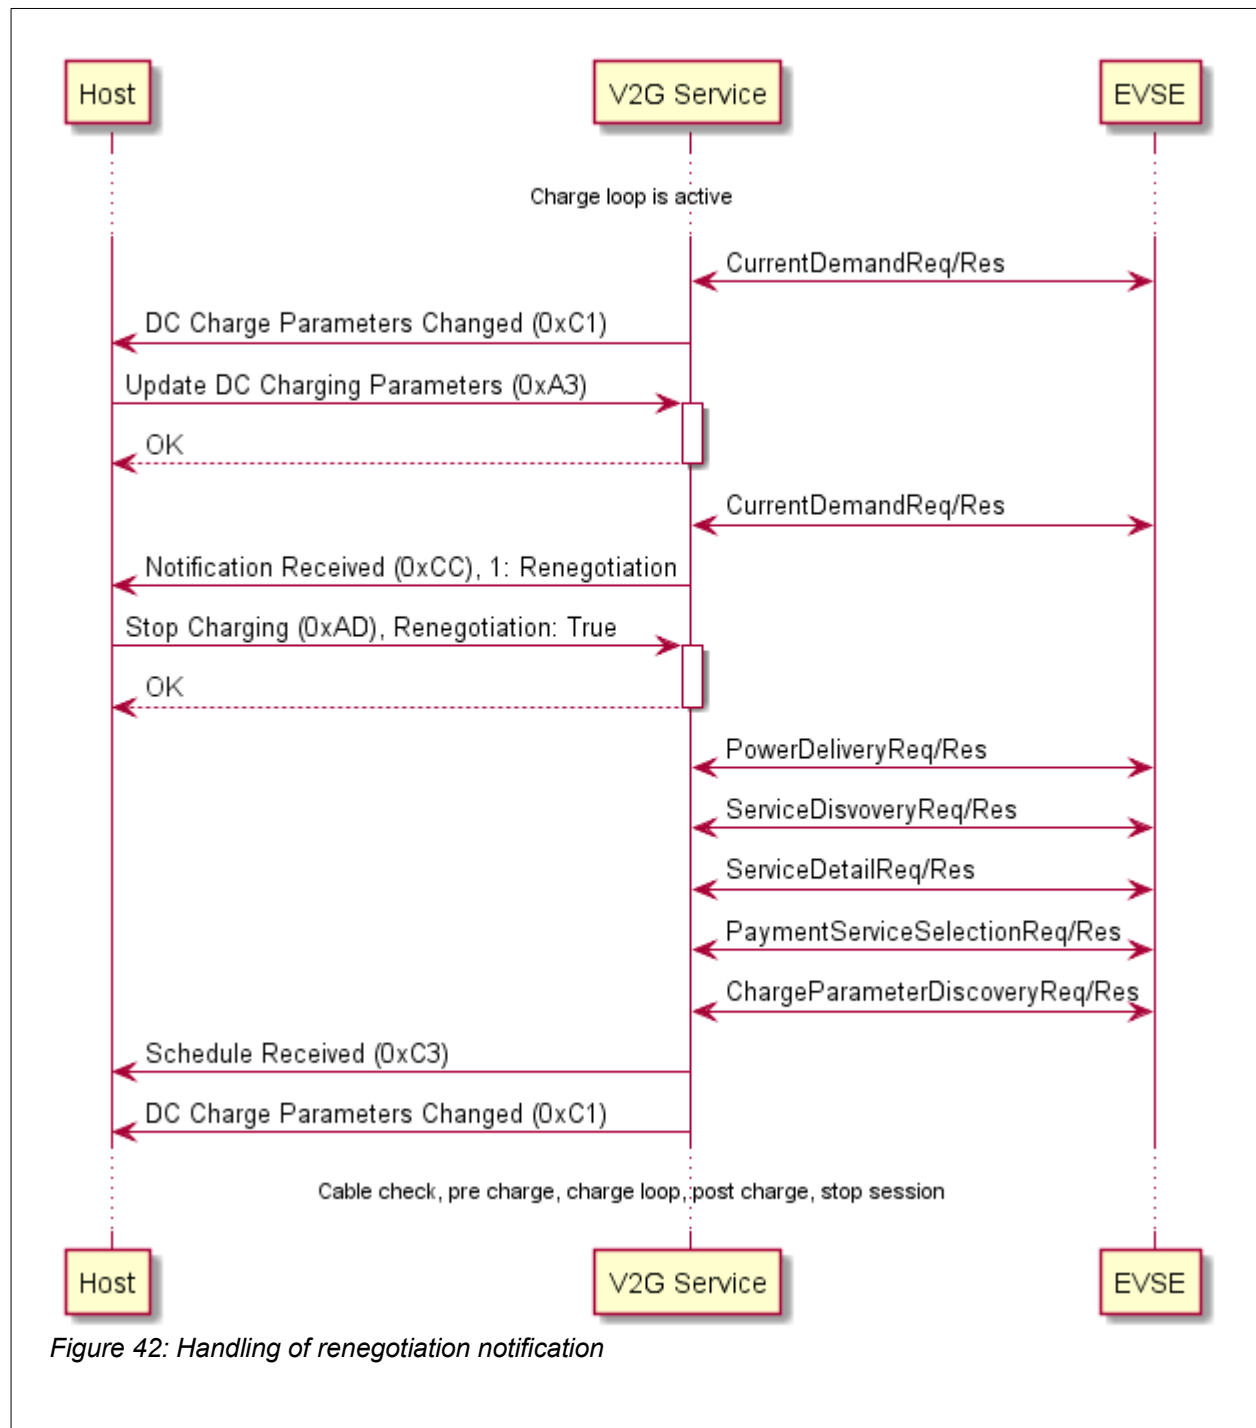 Host
V2G Service
EVSE
Charge loop is active
CurrentDemandReq/Res
DC Charge Parameters Changed (0xC1)
Update DC Charging Parameters (0xA3)
OK
CurrentDemandReq/Res
Notification Received (0xCC), 1: Renegotiation
Stop Charging (0xAD), Renegotiation: True
OK
PowerDeliveryReq/Res
ServiceDisvoveryReq/Res
ServiceDetailReq/Res
PaymentServiceSelectionReq/Res
ChargeParameterDiscoveryReq/Res
Schedule Received (0xC3)
DC Charge Parameters Changed (0xC1)
Cable check, pre charge, charge loop, post charge, stop session
Host
V2G Service
EVSE
Figure 42: Handling of renegotiation notification